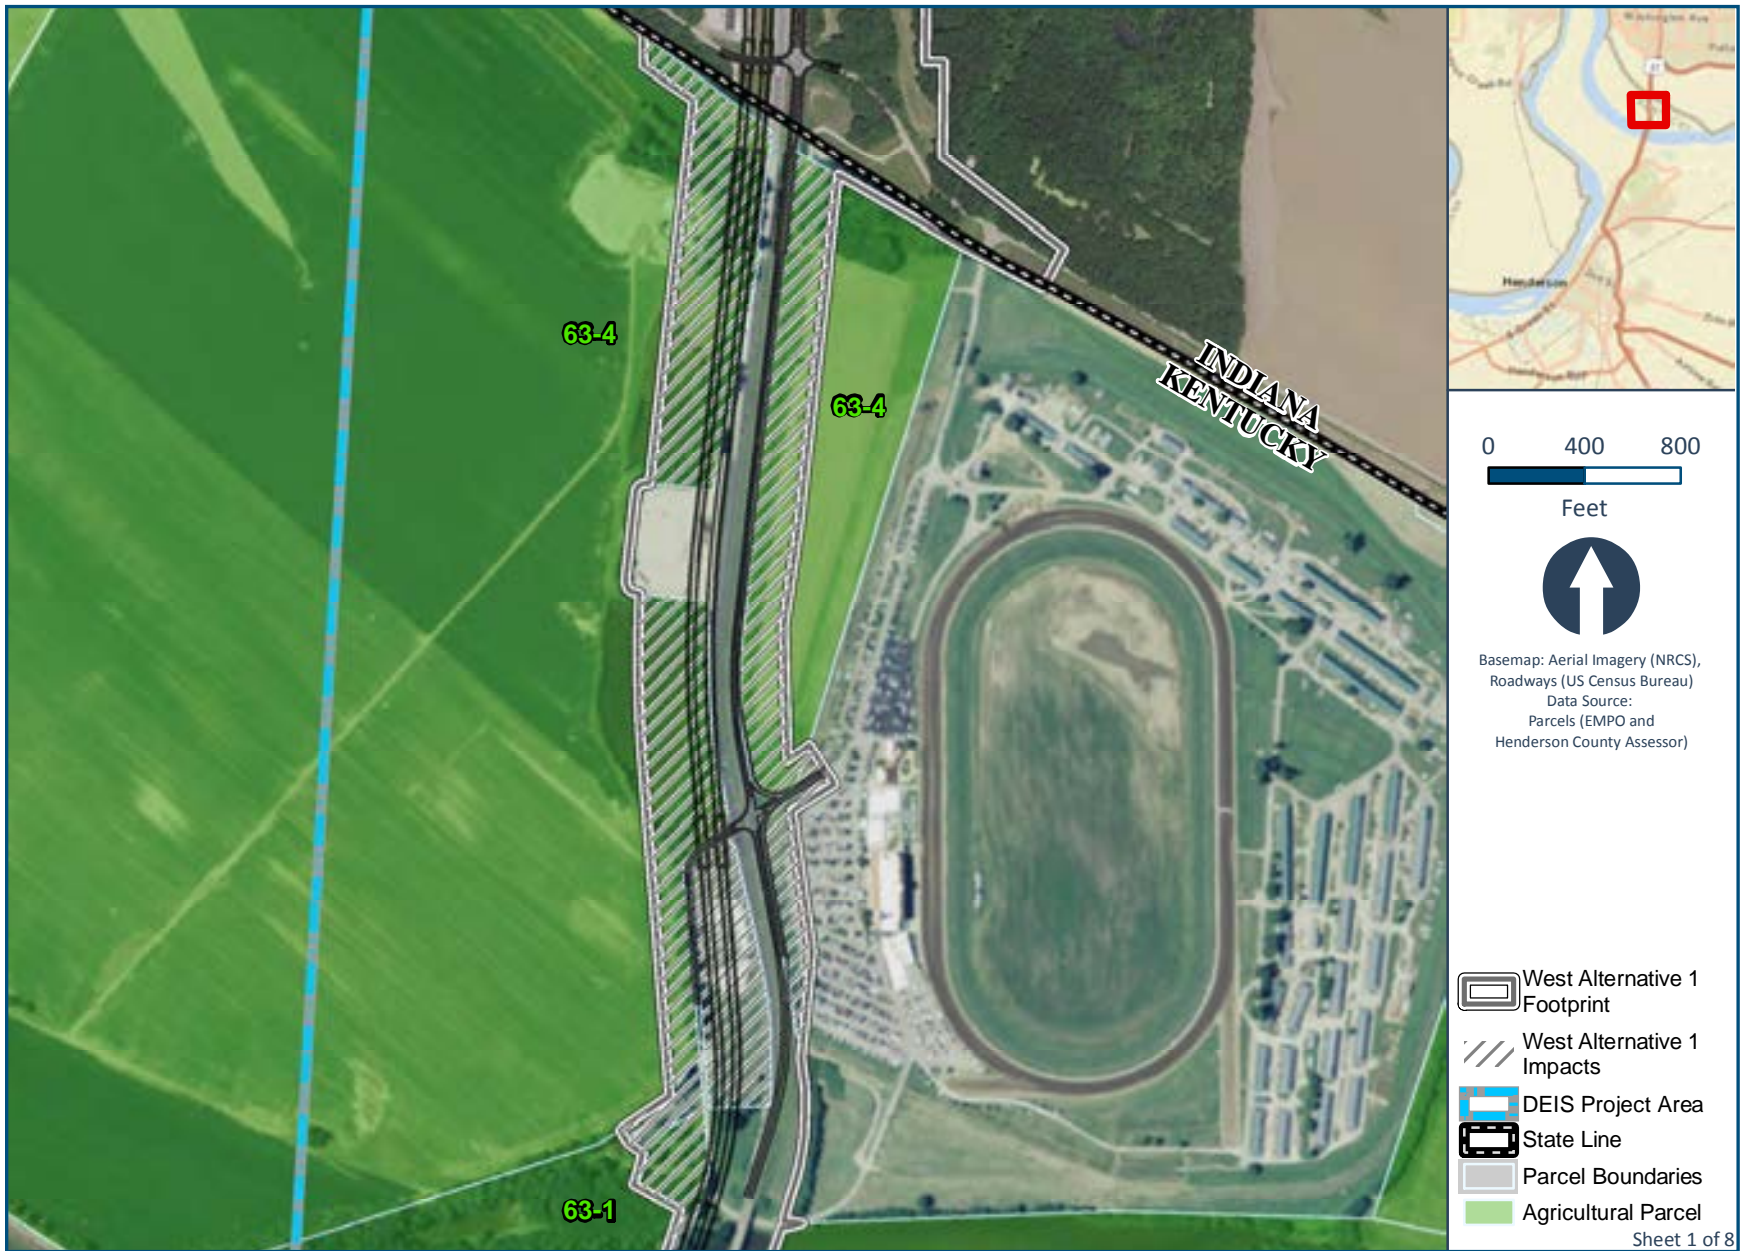 63-4
63-4
63-1
INDIANA
KENTUCKY
Henderson
0 400 800
Feet
Basemap: Aerial Imagery (NRCS),
Roadways (US Census Bureau)
Data Source:
Parcels (EMPO and
Henderson County Assessor)
West Alternative 1
Footprint
West Alternative 1
Impacts
DEIS Project Area
State Line
Parcel Boundaries
Agricultural Parcel
Sheet 1 of 8